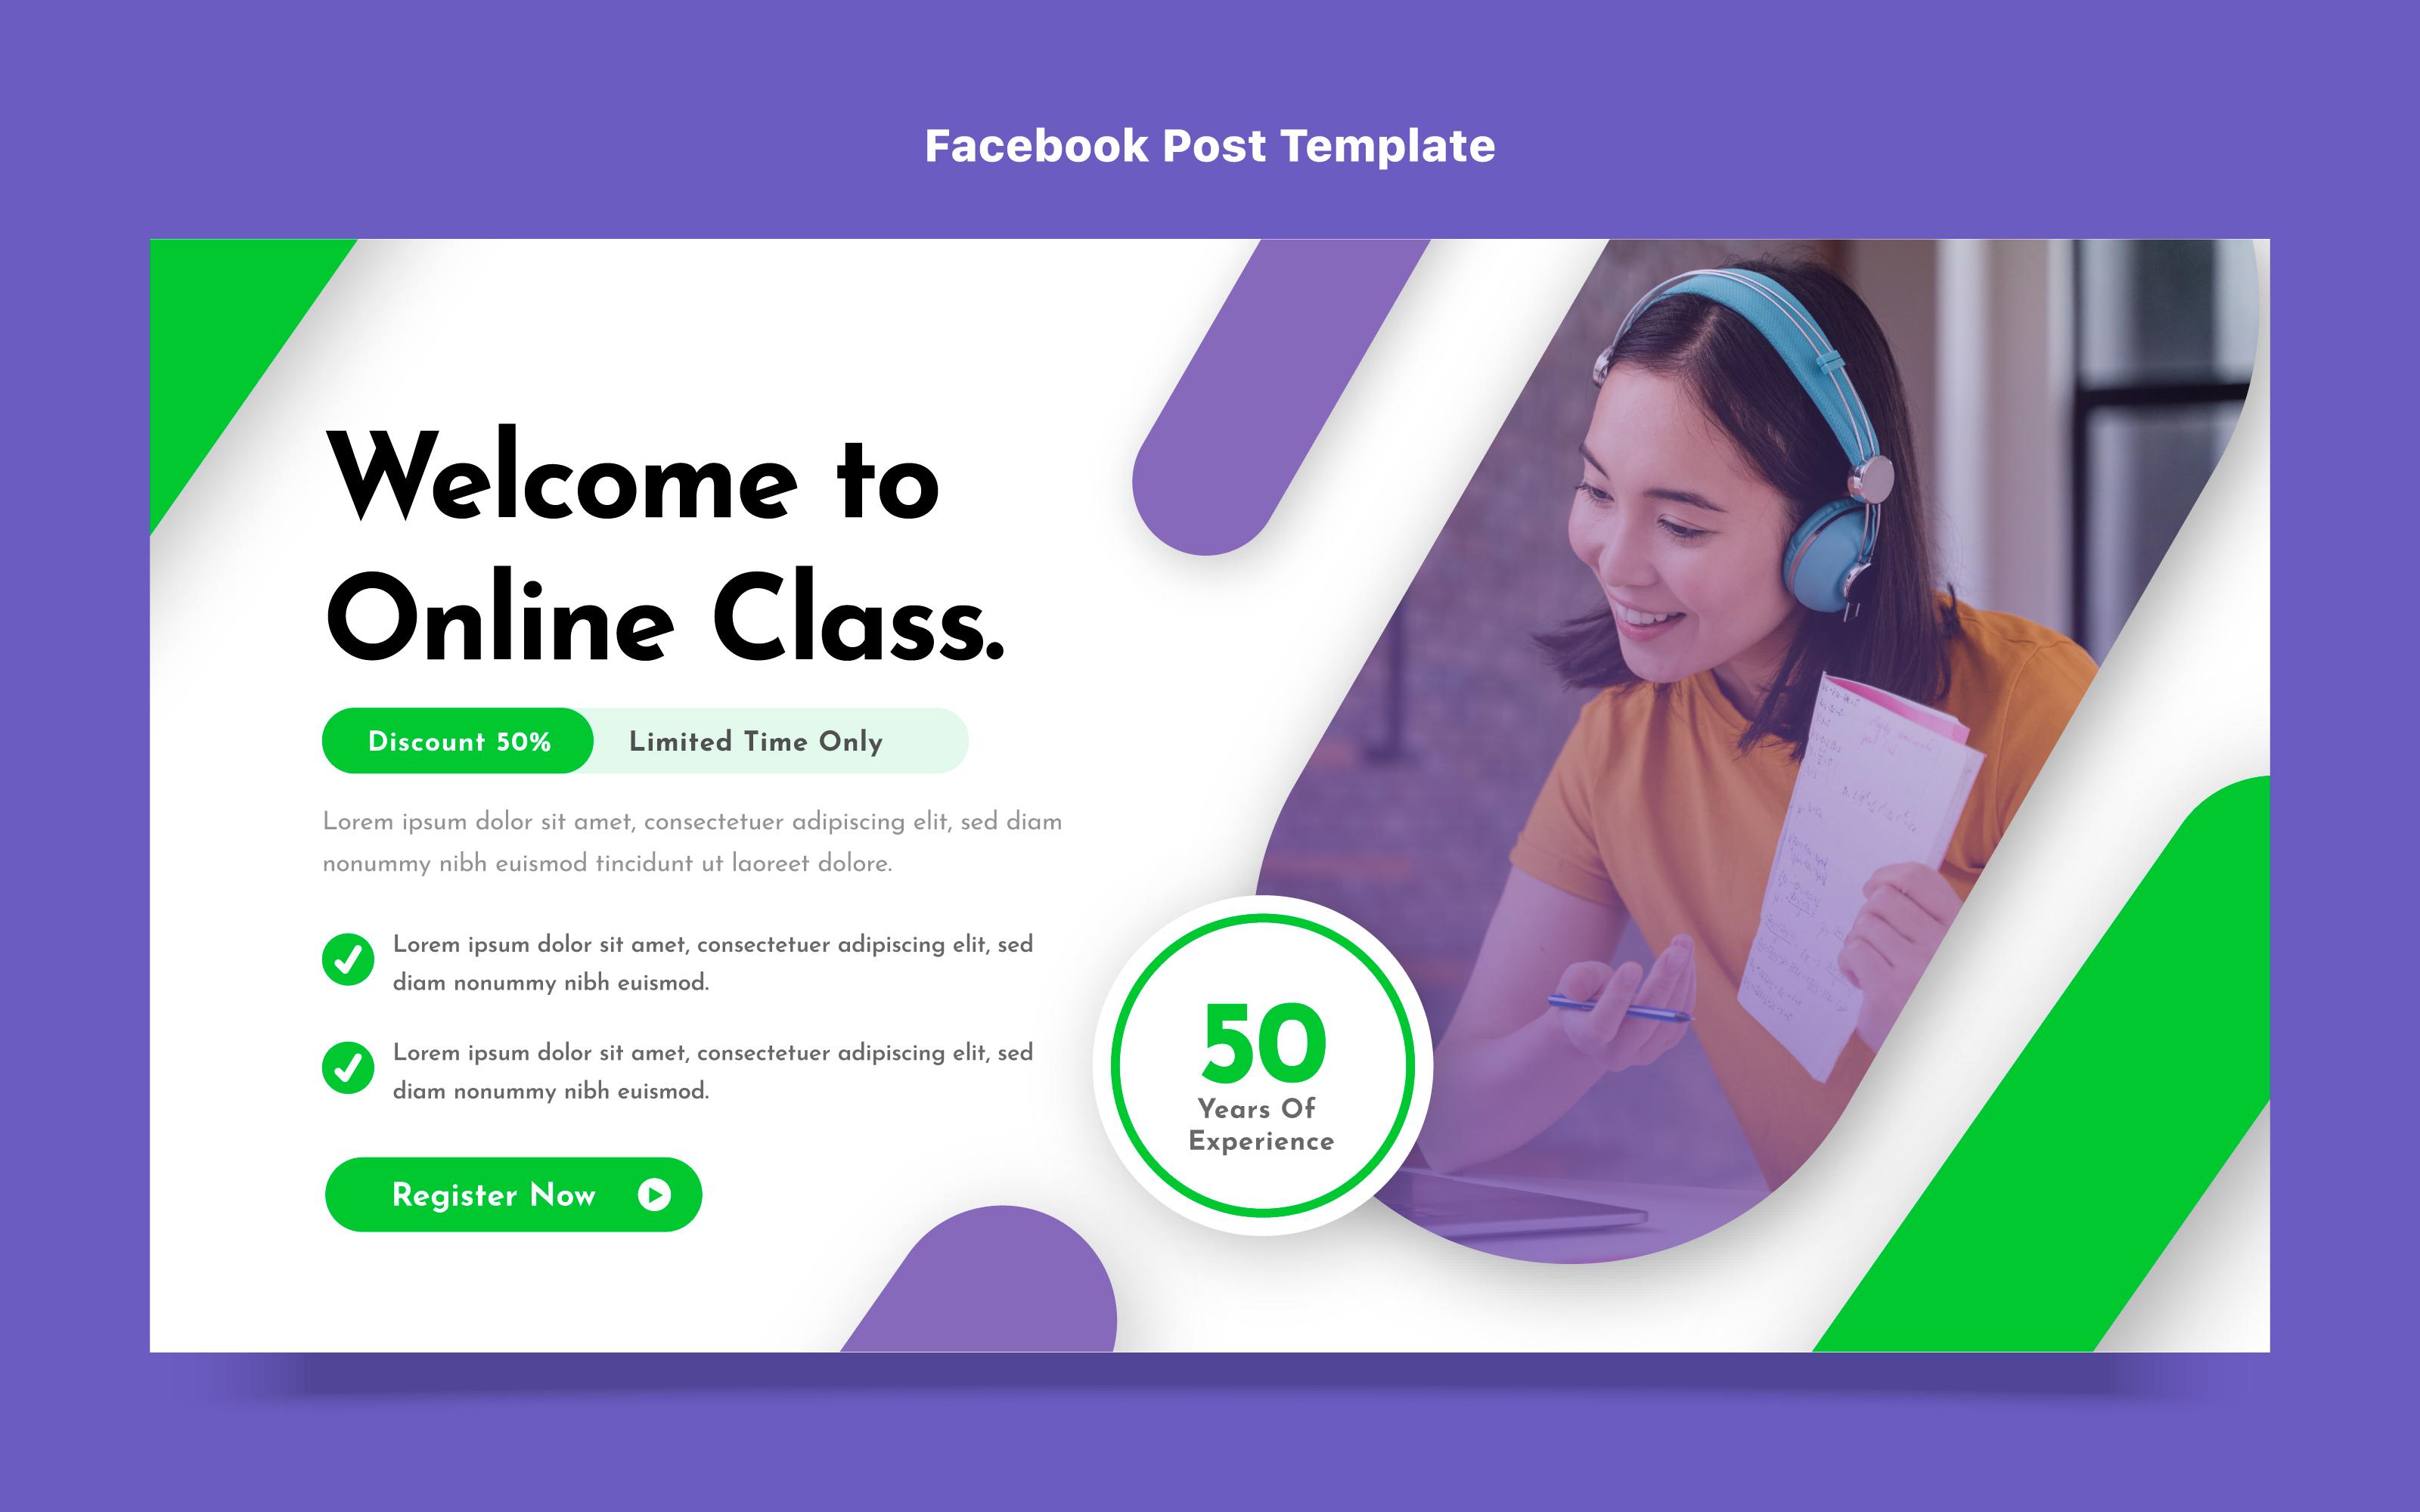 Facebook Post Template
Welcome to
Online Class.
Discount 50% Limited Time Only
Lorem ipsum dolor sit amet, consectetuer adipiscing elit, sed diam
nonummy nibh euismod tincidunt ut laoreet dolore.
Lorem ipsum dolor sit amet, consectetuer adipiscing elit, sed
diam nonummy nibh euismod.
Lorem ipsum dolor sit amet, consectetuer adipiscing elit, sed
diam nonummy nibh euismod.
Register Now
50
Years Of
Experience